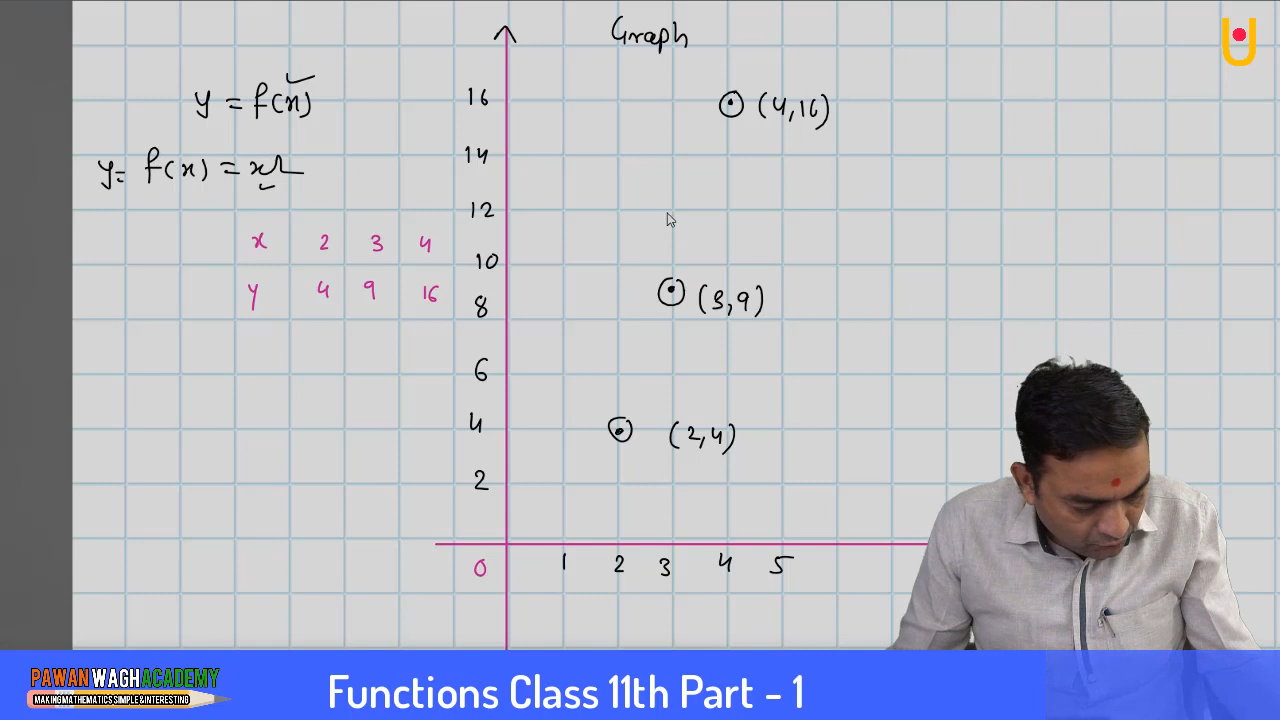 Graph
y = f(x)
y = f(x) = x²
x 2 3 4
y 4 9 16
16
14
12
10
8
6
4
2
0 1 2 3 4 5
(4,16)
(3,9)
(2,4)
PAWAN WAGH ACADEMY
MAKING MATHEMATICS SIMPLE & INTERESTING
Functions Class 11th Part - 1